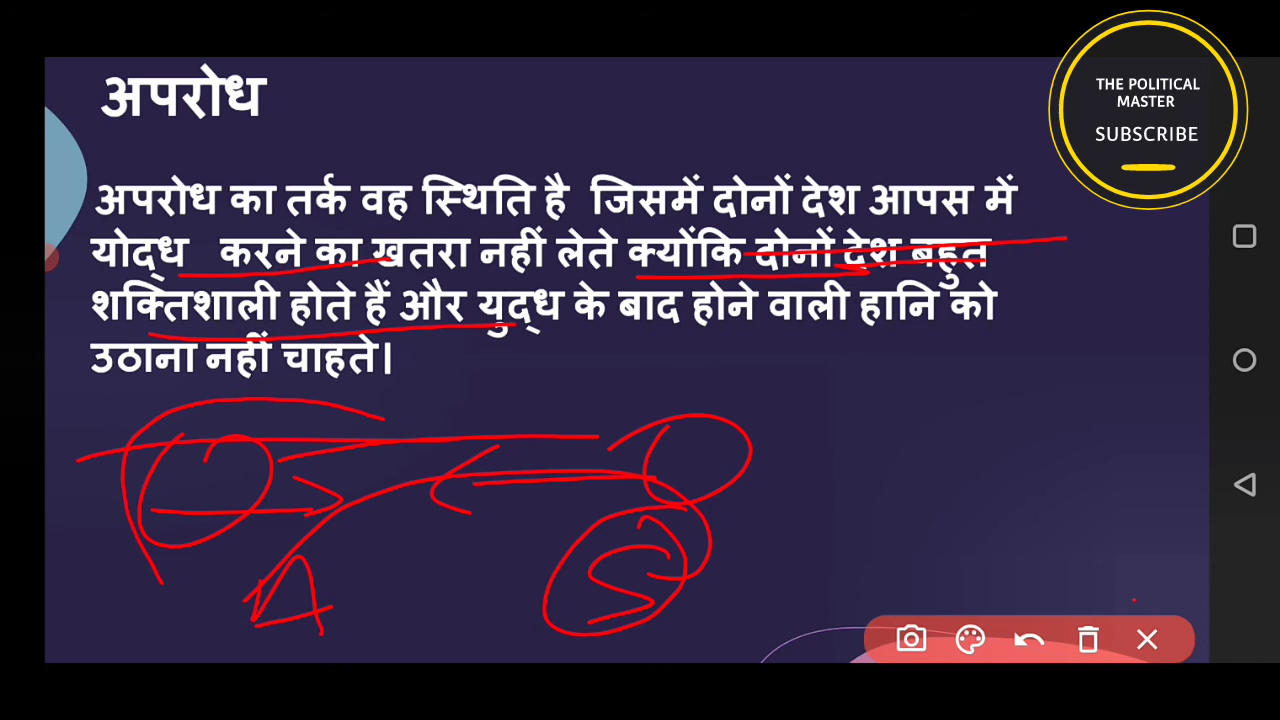 अपरोध
THE POLITICAL
MASTER
SUBSCRIBE
अपरोध का तर्क वह स्थिति है जिसमें दोनों देश आपस में
योद्ध करने का खतरा नहीं लेते क्योंकि दोनों देश बहुत
शक्तिशाली होते हैं और युद्ध के बाद होने वाली हानि को
उठाना नहीं चाहते।
A
S